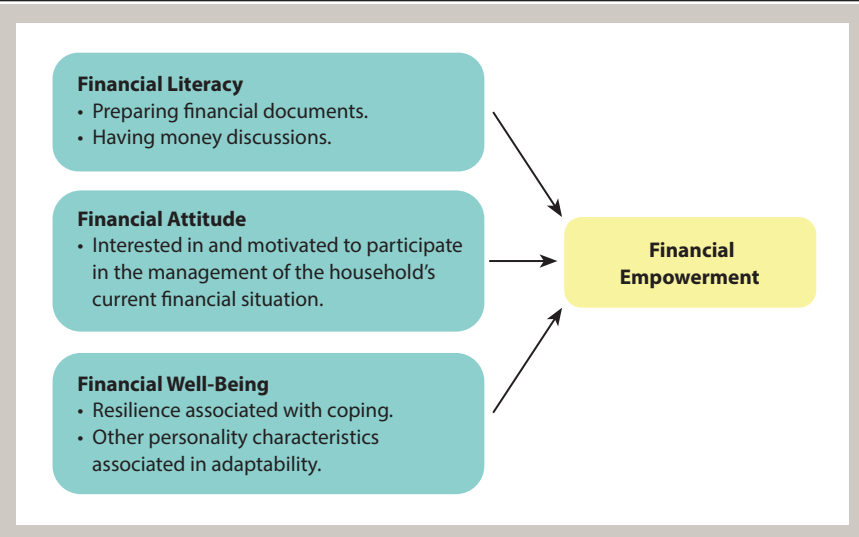 Financial Literacy
• Preparing financial documents.
• Having money discussions.
Financial Attitude
• Interested in and motivated to participate
in the management of the household’s
current financial situation.
Financial Well-Being
• Resilience associated with coping.
• Other personality characteristics
associated in adaptability.
Financial
Empowerment